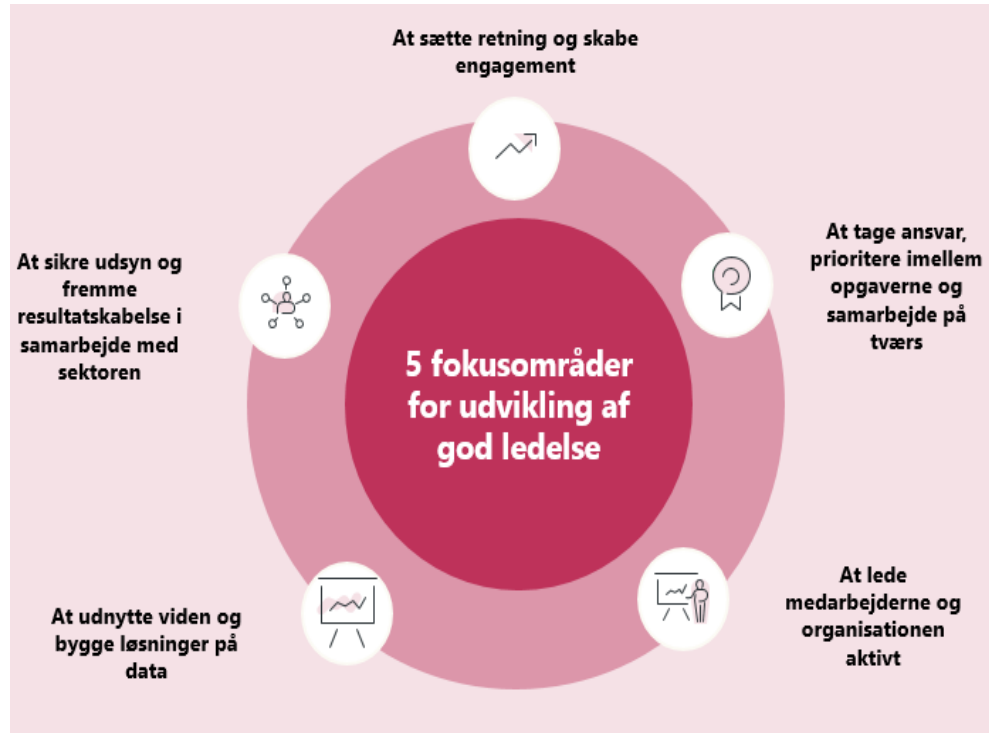 At sætte retning og skabe
engagement
At tage ansvar,
prioritere imellem
opgaverne og
samarbejde på
tværs
At sikre udsyn og
fremme
resultatskabelse i
samarbejde med
sektoren
5 fokusområder
for udvikling af
god ledelse
At lede
medarbejderne og
organisationen
aktivt
At udnytte viden og
bygge løsninger på
data